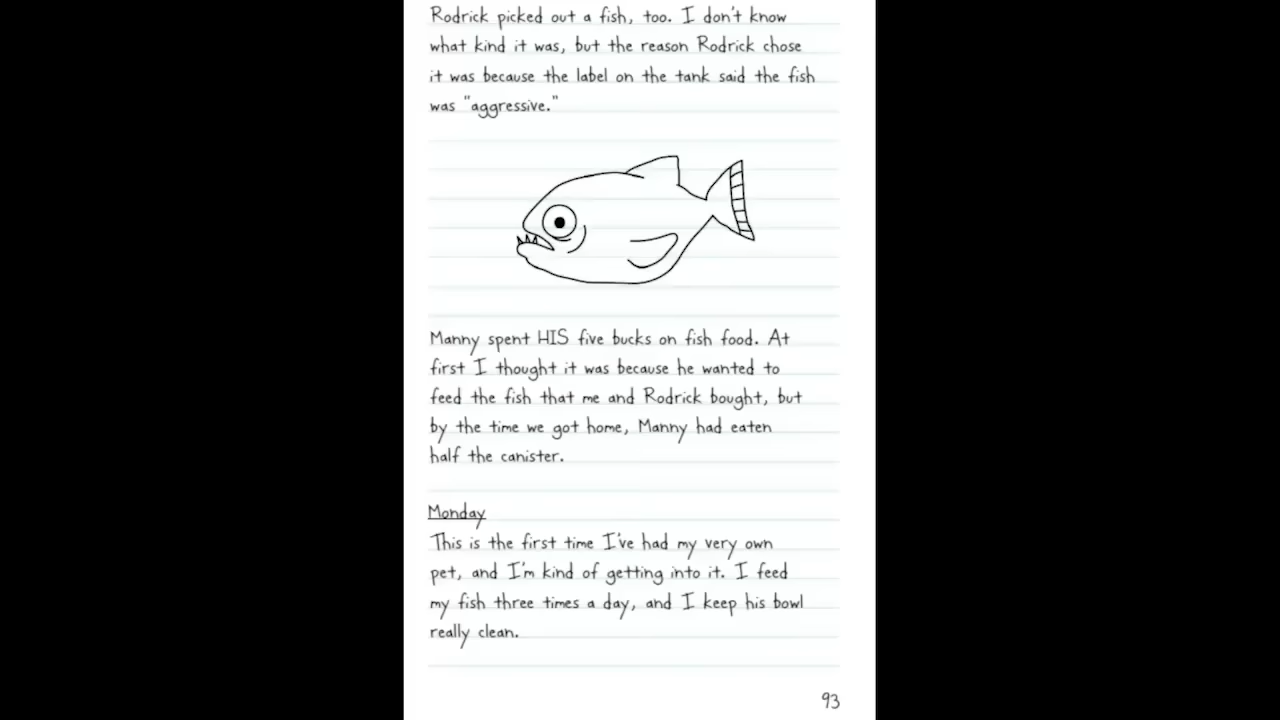 Rodrick picked out a fish, too. I don't know
what kind it was, but the reason Rodrick chose
it was because the label on the tank said the fish
was "aggressive."
Manny spent HIS five bucks on fish food. At
first I thought it was because he wanted to
feed the fish that me and Rodrick bought, but
by the time we got home, Manny had eaten
half the canister.
Monday
This is the first time I've had my very own
pet, and I'm kind of getting into it. I feed
my fish three times a day, and I keep his bowl
really clean.
93